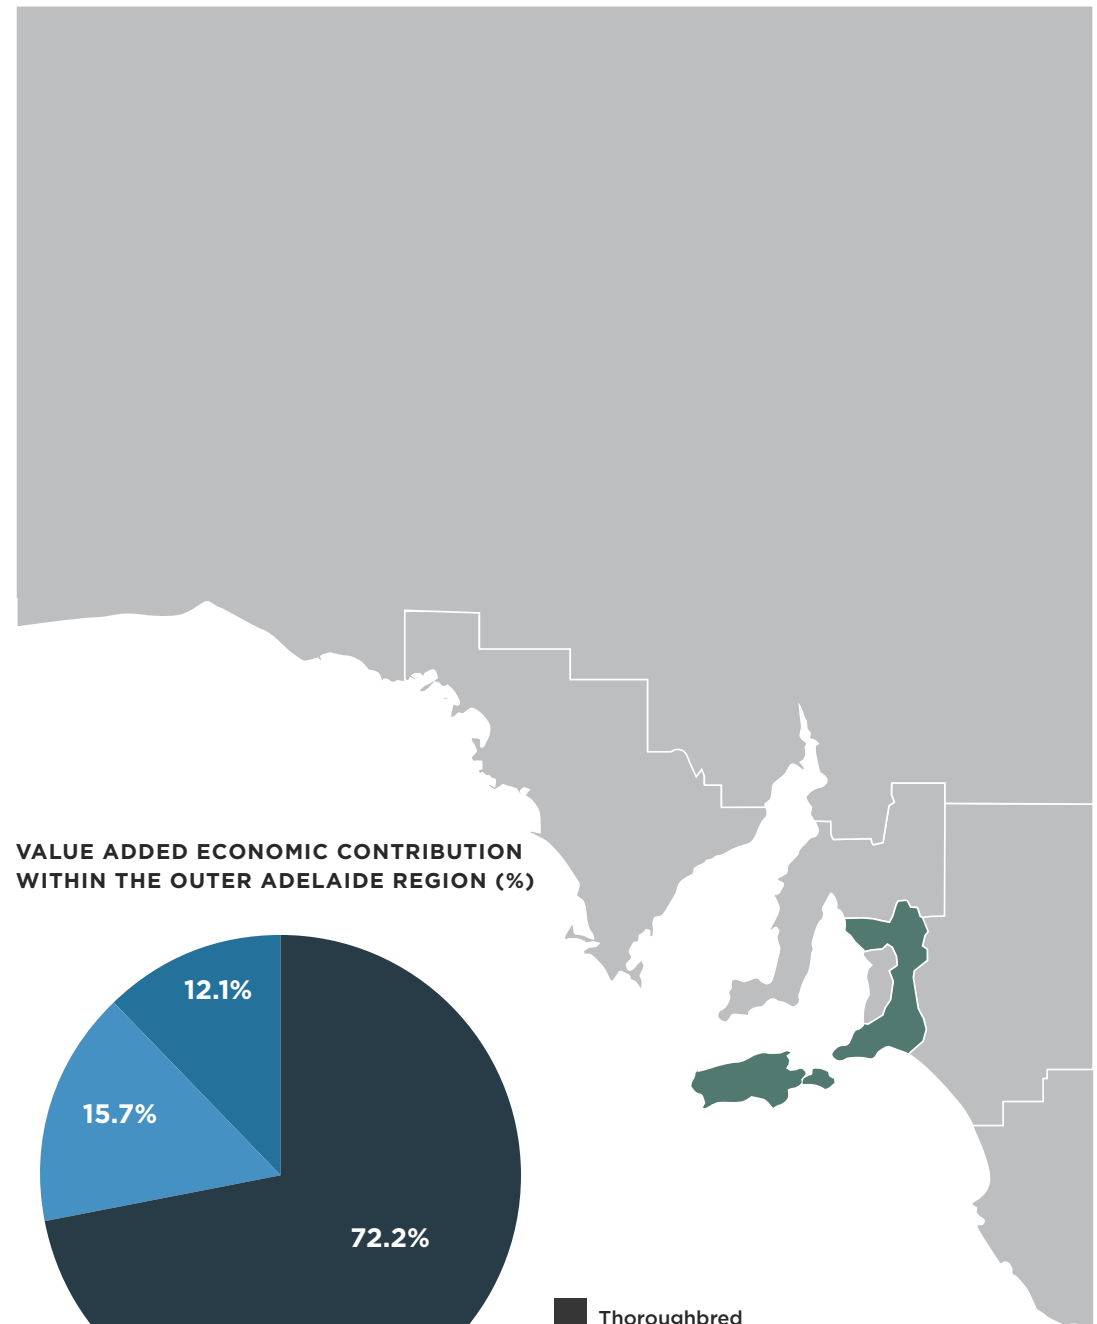 VALUE ADDED ECONOMIC CONTRIBUTION
WITHIN THE OUTER ADELAIDE REGION (%)
12.1%
15.7%
72.2%
Thoroughbred